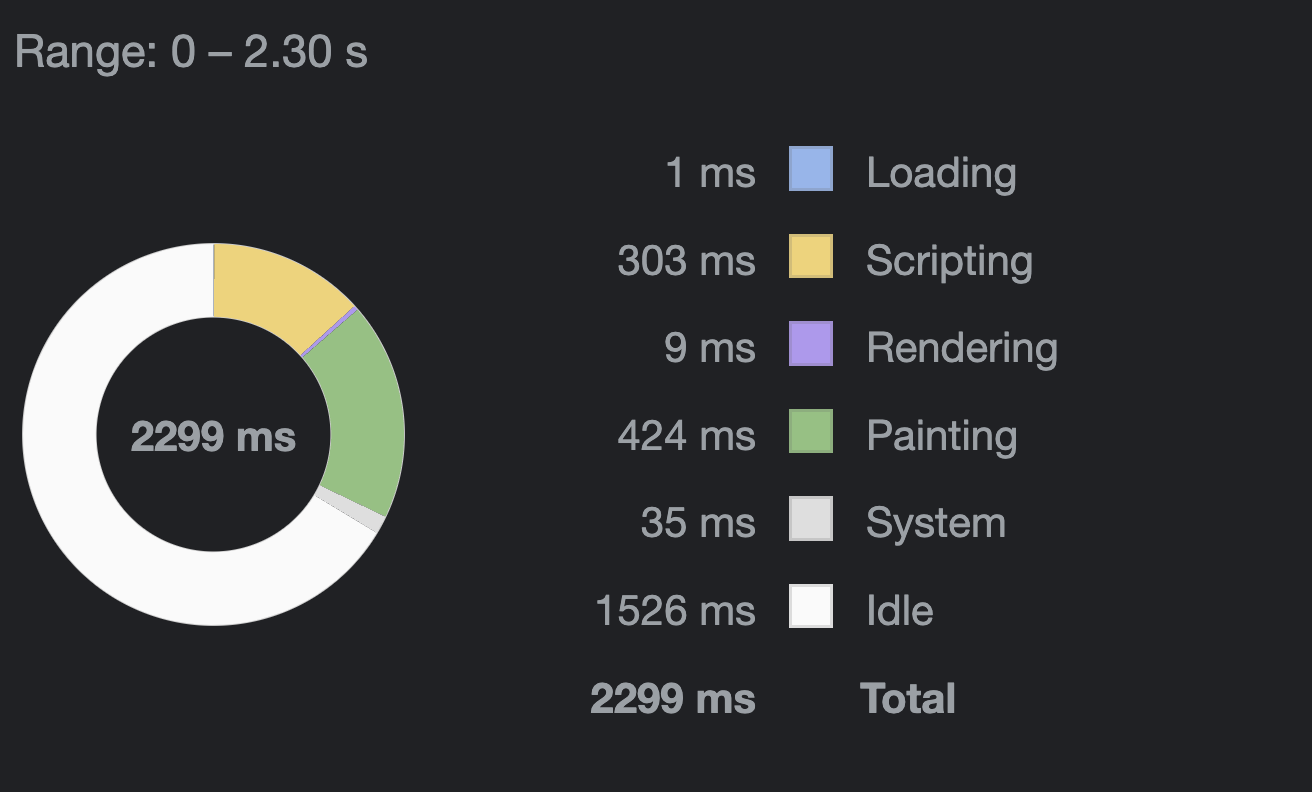 Range: 0 – 2.30 s
1 ms Loading
303 ms Scripting
9 ms Rendering
2299 ms
424 ms Painting
35 ms System
1526 ms Idle
2299 ms Total